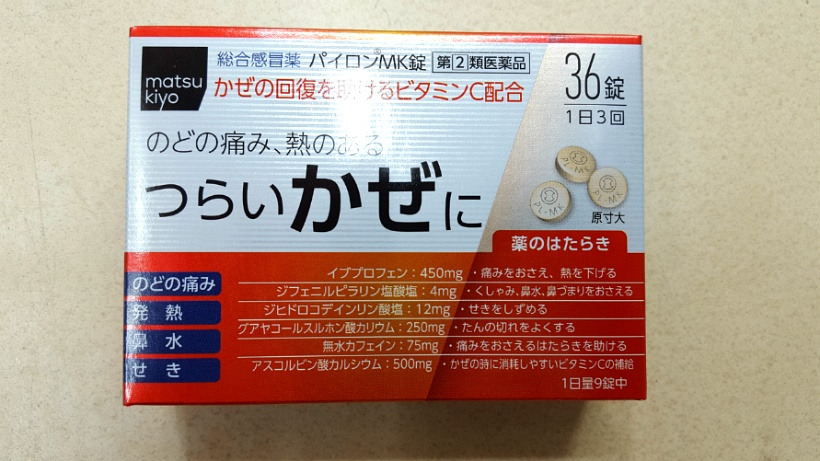 matsu
kiyo
総合感冒薬 パイロン®MK錠 第②類医薬品
かぜの回復を助けるビタミンC配合
36錠
1日3回
のどの痛み、熱のある
つらいかぜに
PL-MK
PL-MK
PL-MK
原寸大
薬のはたらき
のどの痛み
発熱
鼻水
せき
イブプロフェン：450mg ・痛みをおさえ、熱を下げる
ジフェニルピラリン塩酸塩：4mg ・くしゃみ、鼻水、鼻づまりをおさえる
ジヒドロコデインリン酸塩：12mg ・せきをしずめる
グアヤコールスルホン酸カリウム：250mg ・たんの切れをよくする
無水カフェイン：75mg ・痛みをおさえるはたらきを助ける
アスコルビン酸カルシウム：500mg ・かぜの時に消耗しやすいビタミンCの補給
1日量9錠中